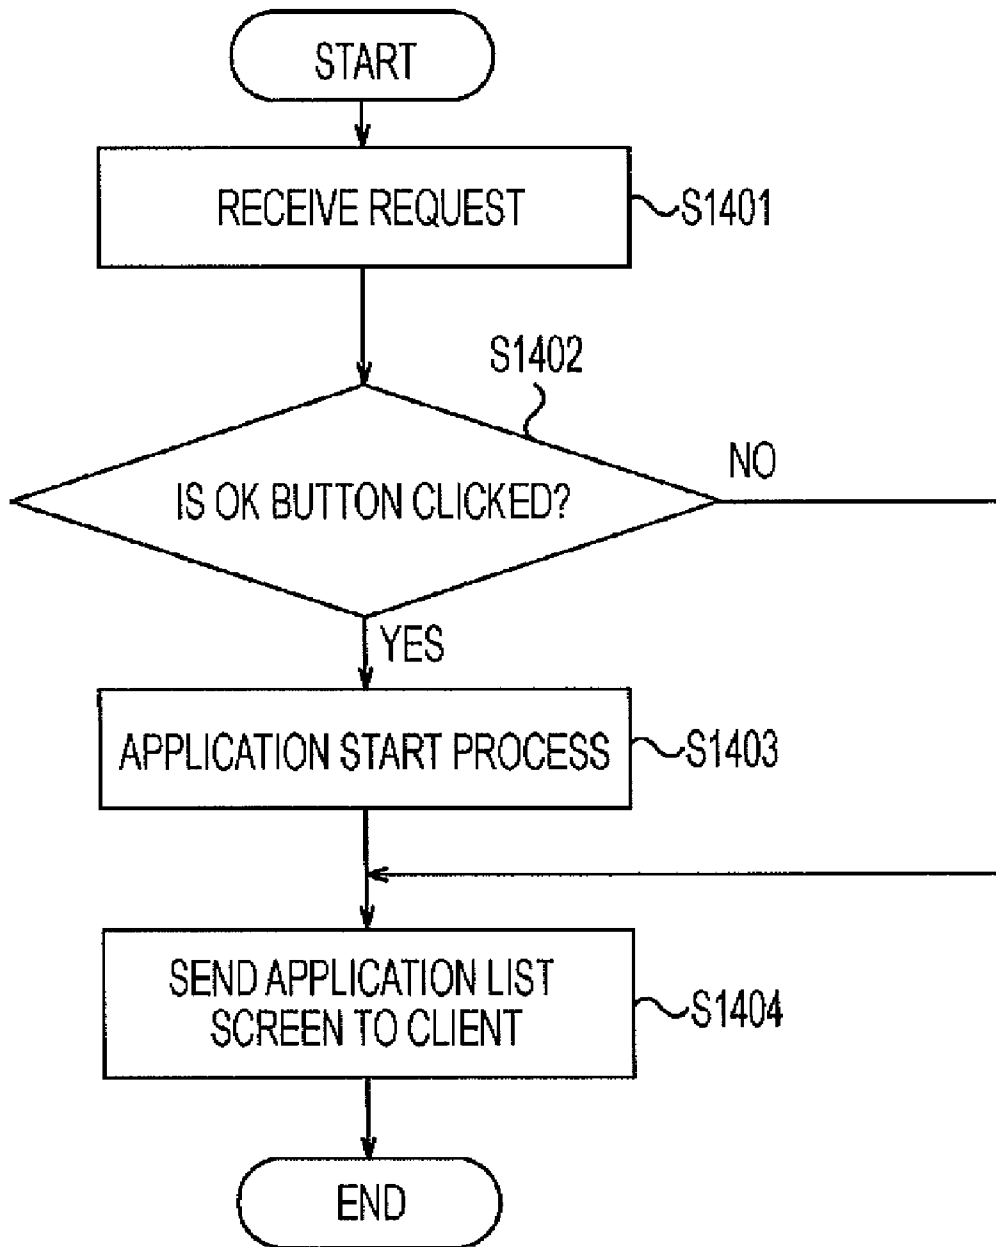 START
RECEIVE REQUEST
S1401
S1402
IS OK BUTTON CLICKED?
NO
YES
APPLICATION START PROCESS
S1403
SEND APPLICATION LIST
SCREEN TO CLIENT
S1404
END